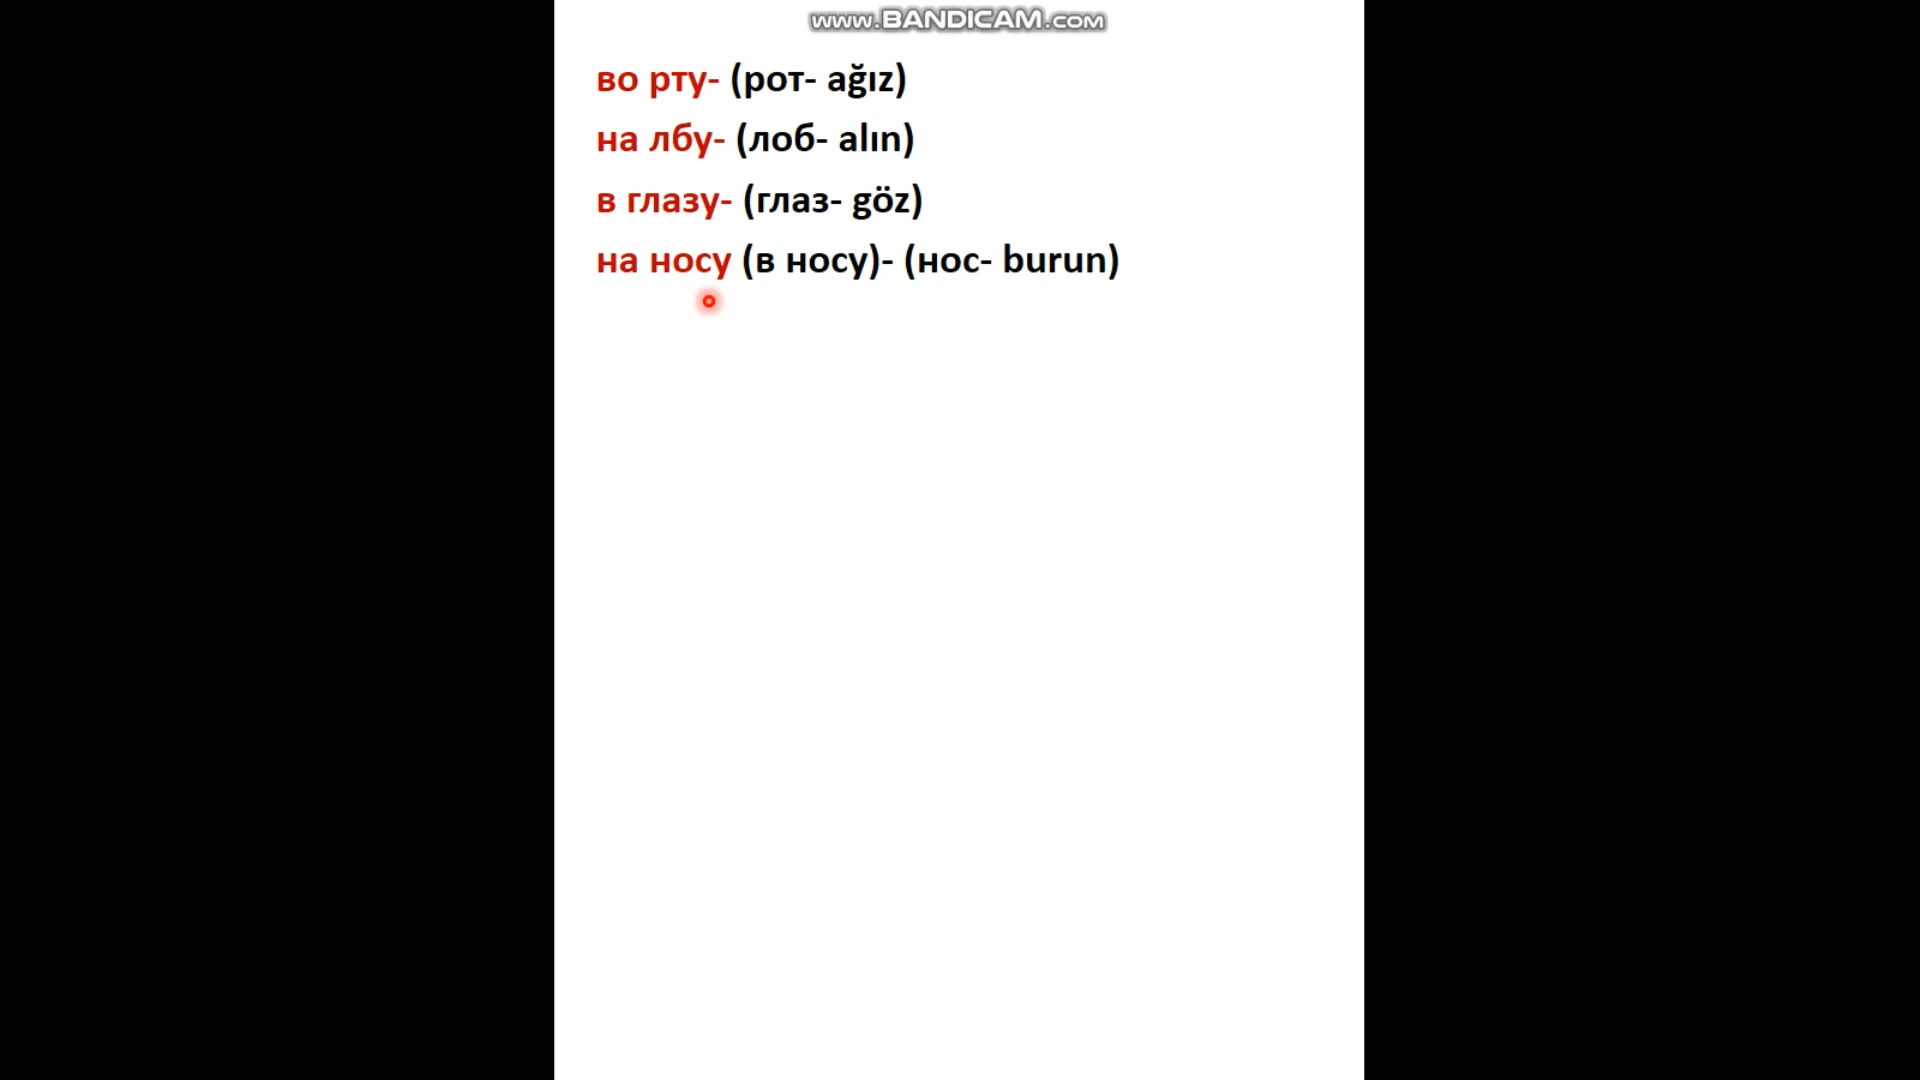 www.BANDICAM.com
во рту- (рот- ağız)
на лбу- (лоб- alın)
в глазу- (глаз- göz)
на носу (в носу)- (нос- burun)